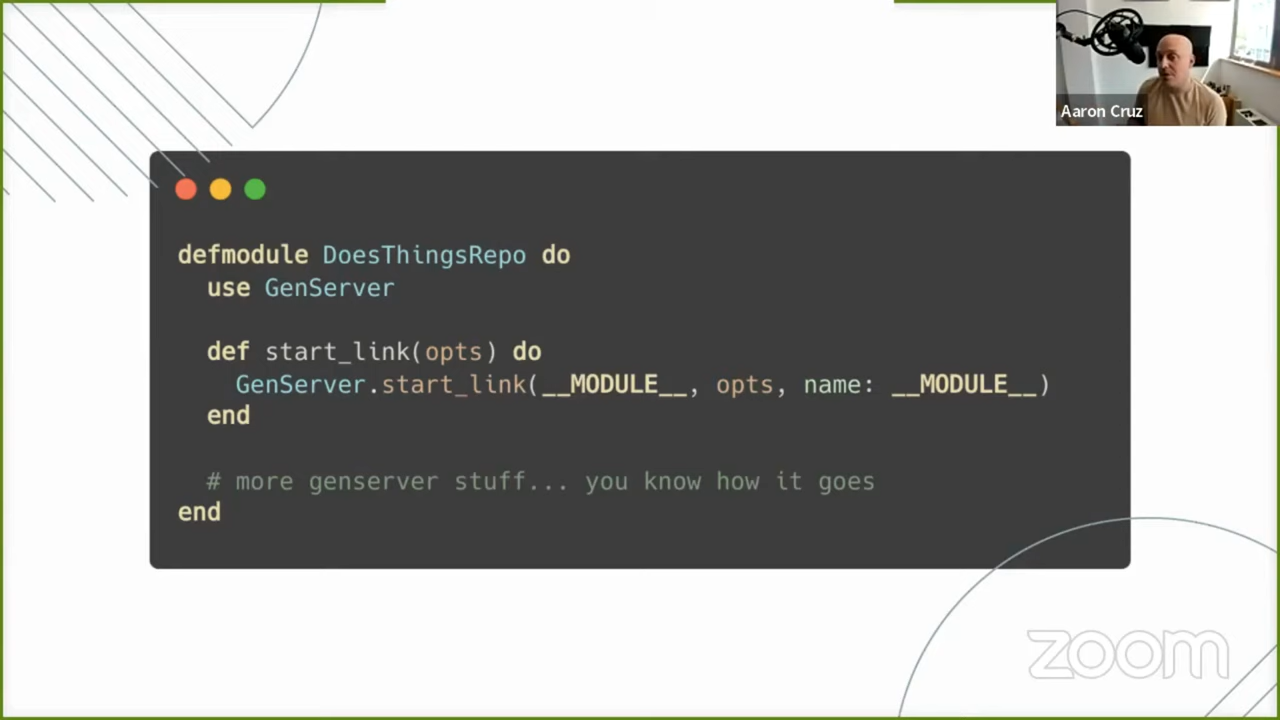 Aaron Cruz
defmodule DoesThingsRepo do
  use GenServer

  def start_link(opts) do
    GenServer.start_link(__MODULE__, opts, name: __MODULE__)
  end

  # more genserver stuff... you know how it goes
end
zoom